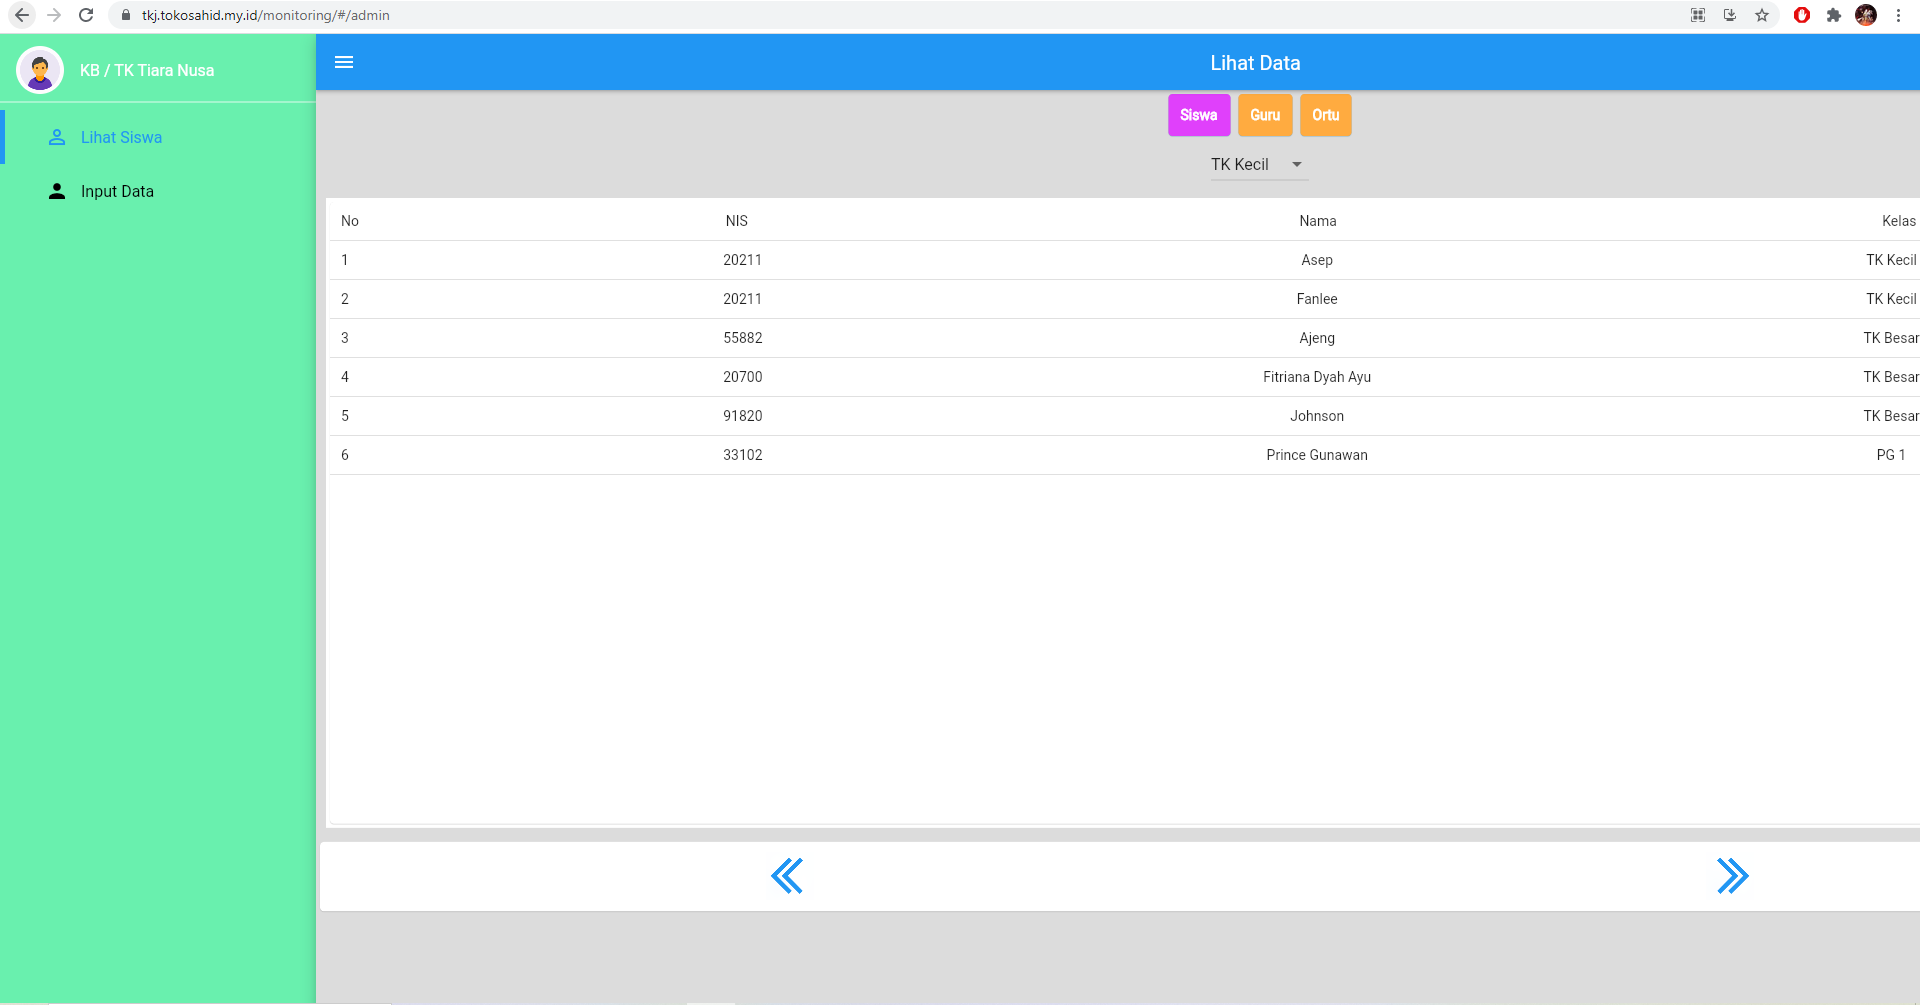 tkj.tokosahid.my.id/monitoring/#/admin
KB / TK Tiara Nusa
Lihat Data
Siswa Guru Ortu
Lihat Siswa
TK Kecil
Input Data
No NIS Nama Kelas
1 20211 Asep TK Kecil
2 20211 Fanlee TK Kecil
3 55882 Ajeng TK Besar
4 20700 Fitriana Dyah Ayu TK Besar
5 91820 Johnson TK Besar
6 33102 Prince Gunawan PG 1